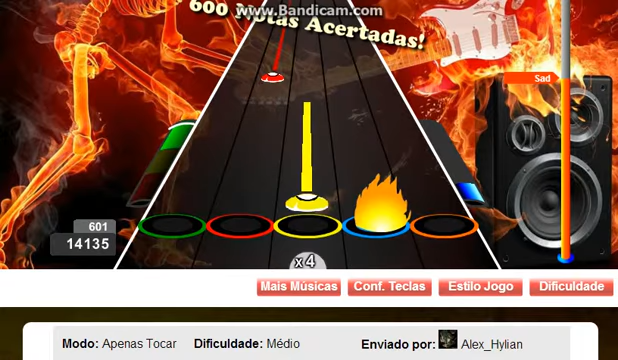 www.Bandicam.com
600 Notas Acertadas!
Sad
601
14135
x4
Mais Músicas Conf. Teclas Estilo Jogo Dificuldade
Modo: Apenas Tocar Dificuldade: Médio Enviado por: Alex_Hylian